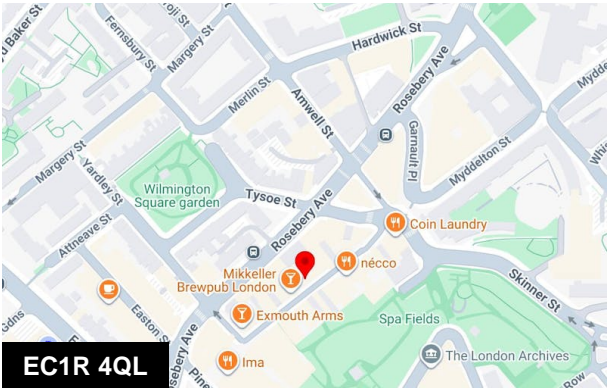 Baker St
Fernsbury St
Margery St
Hardwick St
Rosebery Ave
Merlin St
Amwell St
Garnault Pl
Myddelton St
Margery St
Yardley St
Wilmington
Square garden
Tysoe St
Attneave St
Rosebery Ave
Coin Laundry
Mikkeller
Brewpub London
nécco
Skinner St
Exmouth Arms
Spa Fields
Easton St
Gdns
Ima
The London Archives
EC1R 4QL